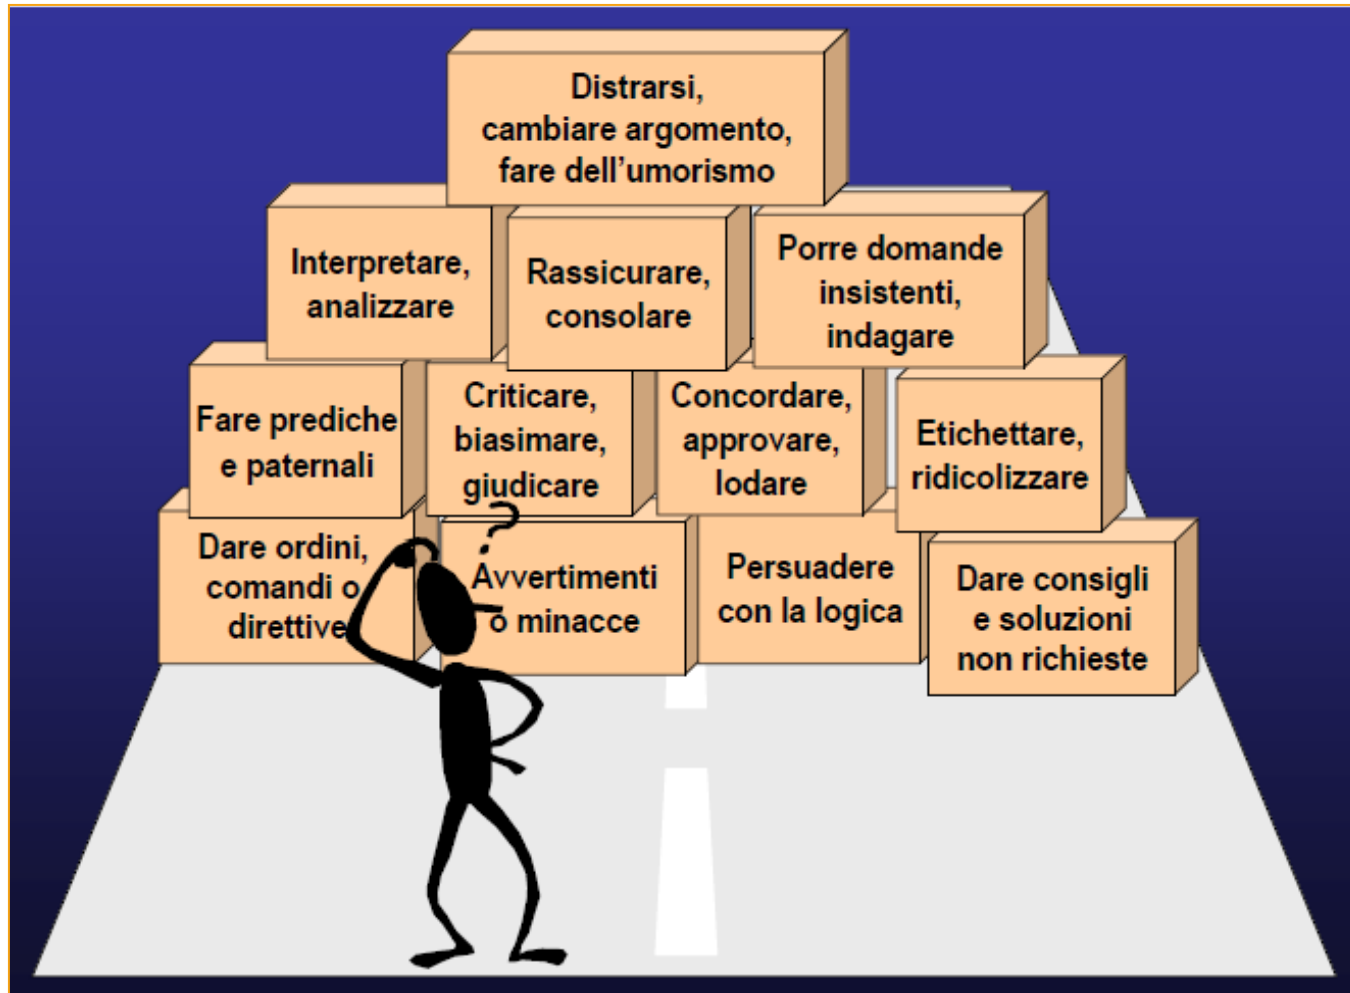 Distrarsi,
cambiare argomento,
fare dell'umorismo
Interpretare,
analizzare
Rassicurare,
consolare
Porre domande
insistenti,
indagare
Fare prediche
e paternali
Criticare,
biasimare,
giudicare
Concordare,
approvare,
lodare
Etichettare,
ridicolizzare
Dare ordini,
comandi o
direttive
?
Avvertimenti
o minacce
Persuadere
con la logica
Dare consigli
e soluzioni
non richieste